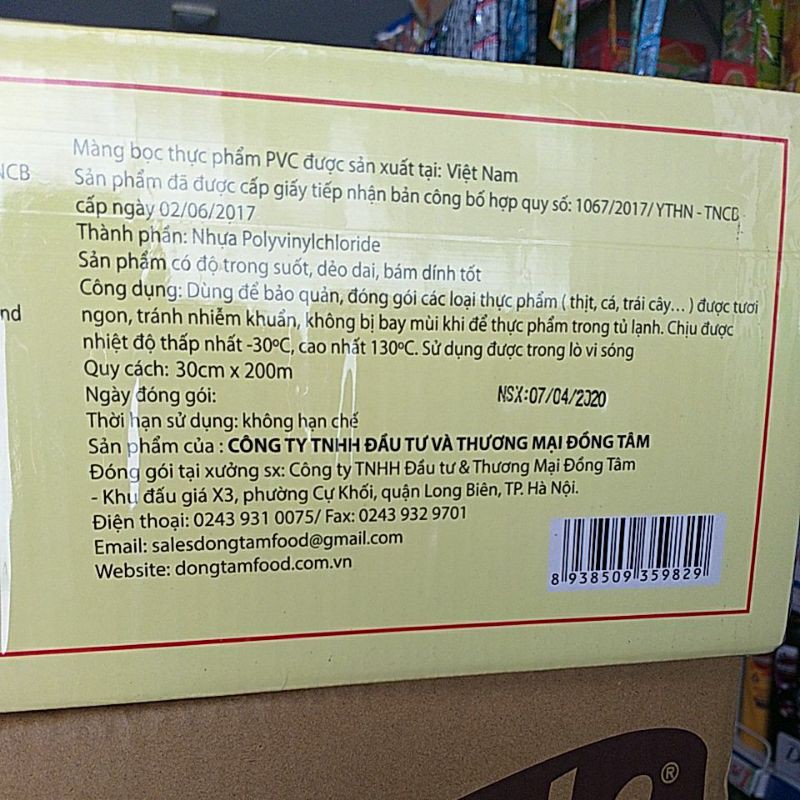 NCB
nd
Màng bọc thực phẩm PVC được sản xuất tại: Việt Nam
Sản phẩm đã được cấp giấy tiếp nhận bản công bố hợp quy số: 1067/2017/ YTHN - TNCB
cấp ngày 02/06/2017
Thành phần: Nhựa Polyvinylchloride
Sản phẩm có độ trong suốt, dẻo dai, bám dính tốt
Công dụng: Dùng để bảo quản, đóng gói các loại thực phẩm ( thịt, cá, trái cây... ) được tươi
ngon, tránh nhiễm khuẩn, không bị bay mùi khi để thực phẩm trong tủ lạnh. Chịu được
nhiệt độ thấp nhất -30ºC, cao nhất 130ºC. Sử dụng được trong lò vi sóng
Quy cách: 30cm x 200m
Ngày đóng gói: NSX:07/04/2020
Thời hạn sử dụng: không hạn chế
Sản phẩm của : CÔNG TY TNHH ĐẦU TƯ VÀ THƯƠNG MẠI ĐỒNG TÂM
Đóng gói tại xưởng sx: Công ty TNHH Đầu tư & Thương Mại Đồng Tâm
- Khu đấu giá X3, phường Cự Khối, quận Long Biên, TP. Hà Nội.
Điện thoại: 0243 931 0075/ Fax: 0243 932 9701
Email: salesdongtamfood@gmail.com
Website: dongtamfood.com.vn
8 938509 359829
®